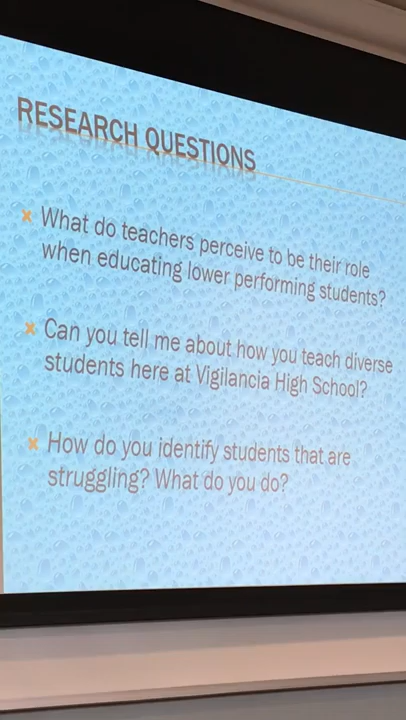 RESEARCH QUESTIONS
What do teachers perceive to be their role
when educating lower performing students?
Can you tell me about how you teach diverse
students here at Vigilancia High School?
How do you identify students that are
struggling? What do you do?